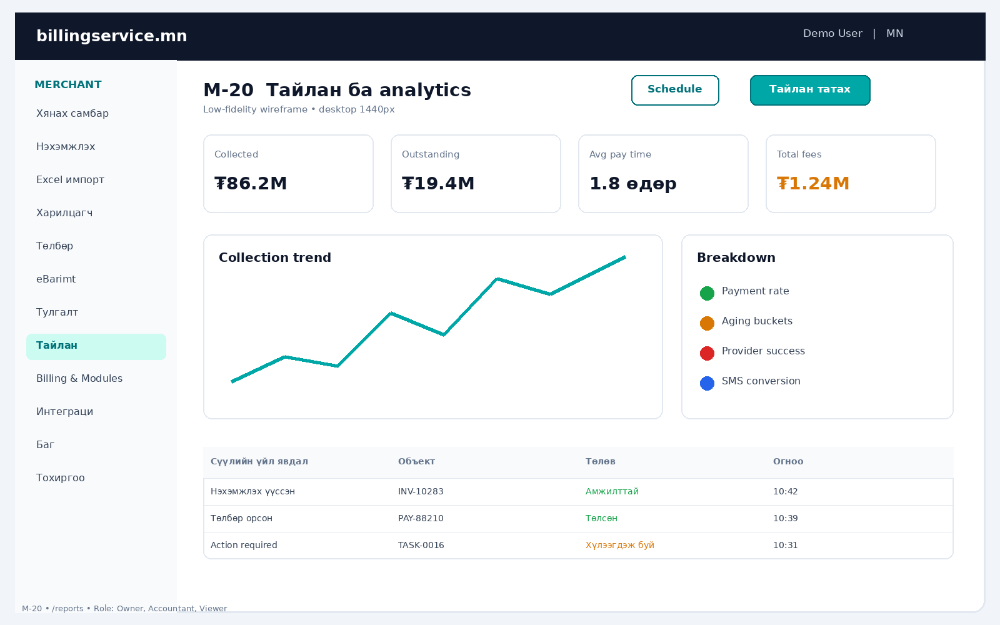 billingservice.mn
Demo User | MN
MERCHANT
Хянах самбар
Нэхэмжлэх
Excel импорт
Харилцагч
Төлбөр
eBarimt
Тулгалт
Тайлан
Billing & Modules
Интеграци
Баг
Тохиргоо
M-20 Тайлан ба analytics
Low-fidelity wireframe • desktop 1440px
Schedule
Тайлан татах
Collected
₮86.2M
Outstanding
₮19.4M
Avg pay time
1.8 өдөр
Total fees
₮1.24M
Collection trend
Breakdown
Payment rate
Aging buckets
Provider success
SMS conversion
Сүүлийн үйл явдал Объект Төлөв Огноо
Нэхэмжлэх үүссэн INV-10283 Амжилттай 10:42
Төлбөр орсон PAY-88210 Төлсөн 10:39
Action required TASK-0016 Хүлээгдэж буй 10:31
M-20 • /reports • Role: Owner, Accountant, Viewer